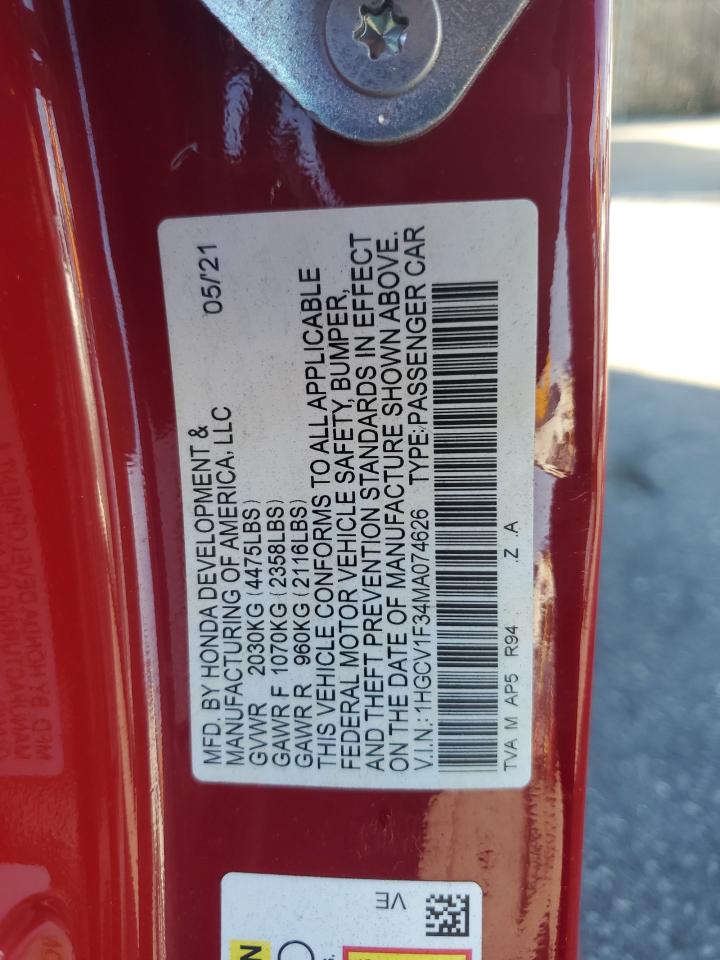 MFD. BY HONDA DEVELOPMENT & 05/'21
MANUFACTURING OF AMERICA, LLC
GVWR 2030KG (4475LBS)
GAWR F 1070KG (2358LBS)
GAWR R 960KG (2116LBS)
THIS VEHICLE CONFORMS TO ALL APPLICABLE
FEDERAL MOTOR VEHICLE SAFETY, BUMPER,
AND THEFT PREVENTION STANDARDS IN EFFECT
ON THE DATE OF MANUFACTURE SHOWN ABOVE.
V.I.N.: 1HGCV1F34MA074626 TYPE: PASSENGER CAR
TVA M AP5 R94 .Z .A
VE